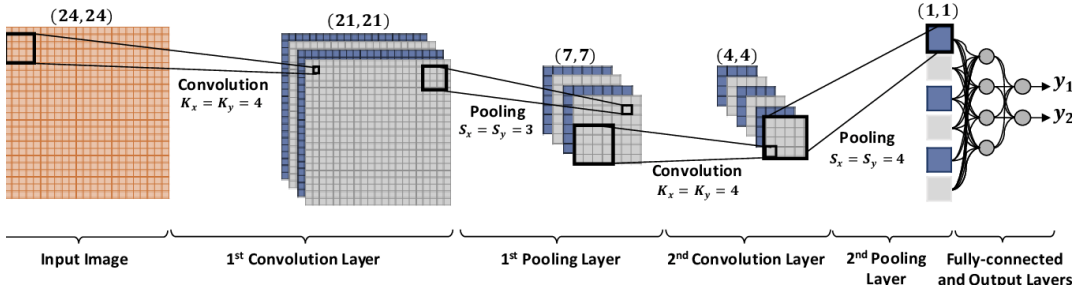 (24,24)
(21,21)
(7,7)
(4,4)
(1,1)
Convolution
K_x = K_y = 4
Pooling
S_x = S_y = 3
Convolution
K_x = K_y = 4
Pooling
S_x = S_y = 4
y_1
y_2
Input Image
1st Convolution Layer
1st Pooling Layer
2nd Convolution Layer
2nd Pooling
Layer
Fully-connected
and Output Layers